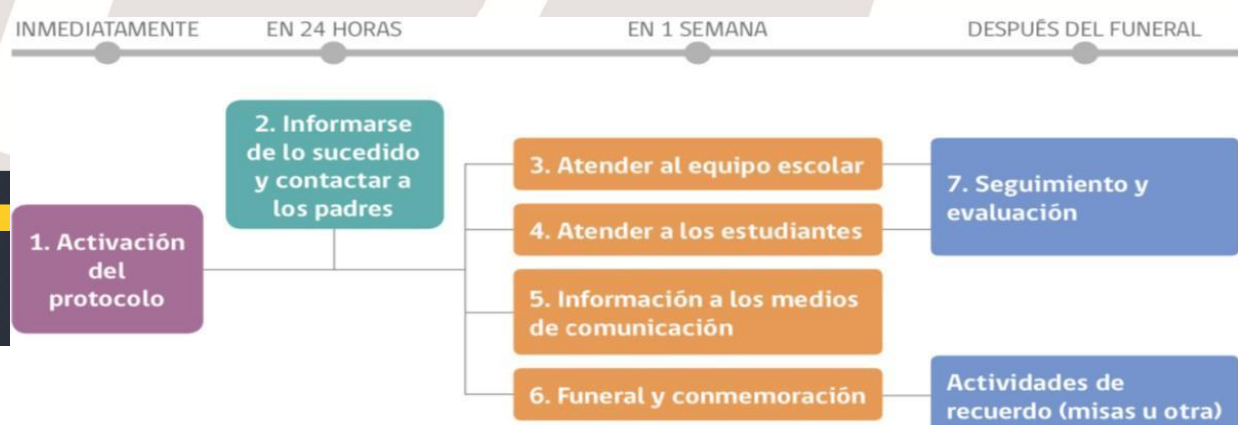 INMEDIATAMENTE
EN 24 HORAS
EN 1 SEMANA
DESPUÉS DEL FUNERAL
1. Activación
del
protocolo
2. Informarse
de lo sucedido
y contactar a
los padres
3. Atender al equipo escolar
4. Atender a los estudiantes
5. Información a los medios
de comunicación
6. Funeral y conmemoración
7. Seguimiento y
evaluación
Actividades de
recuerdo (misas u otra)